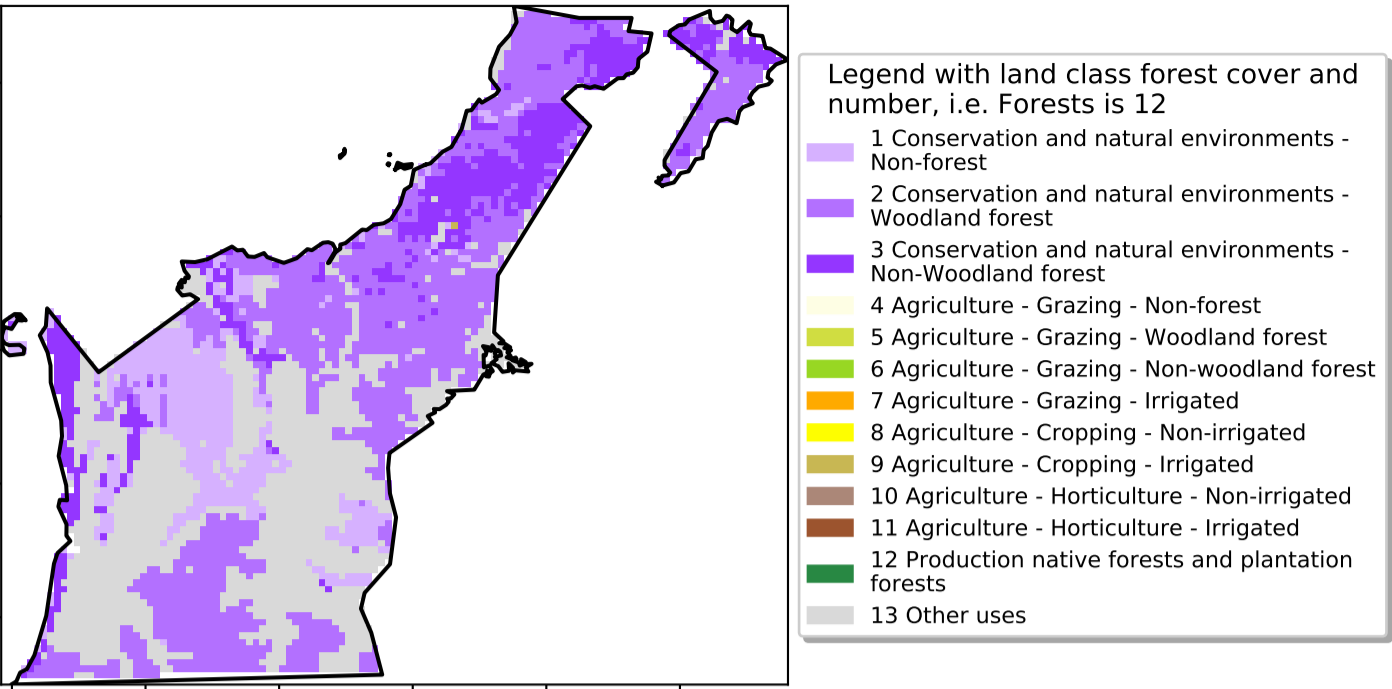 Legend with land class forest cover and
number, i.e. Forests is 12
1 Conservation and natural environments -
Non-forest
2 Conservation and natural environments -
Woodland forest
3 Conservation and natural environments -
Non-Woodland forest
4 Agriculture - Grazing - Non-forest
5 Agriculture - Grazing - Woodland forest
6 Agriculture - Grazing - Non-woodland forest
7 Agriculture - Grazing - Irrigated
8 Agriculture - Cropping - Non-irrigated
9 Agriculture - Cropping - Irrigated
10 Agriculture - Horticulture - Non-irrigated
11 Agriculture - Horticulture - Irrigated
12 Production native forests and plantation
forests
13 Other uses